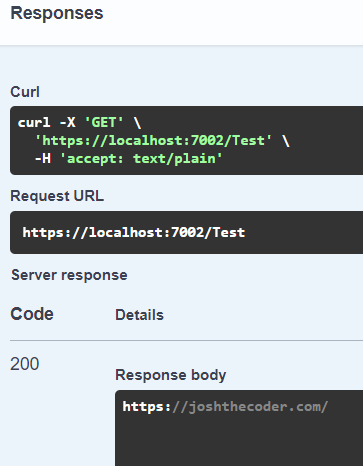 Responses
Curl
curl -X 'GET' \
'https://localhost:7002/Test' \
-H 'accept: text/plain'
Request URL
https://localhost:7002/Test
Server response
Code Details
200
Response body
https://joshthecoder.com/